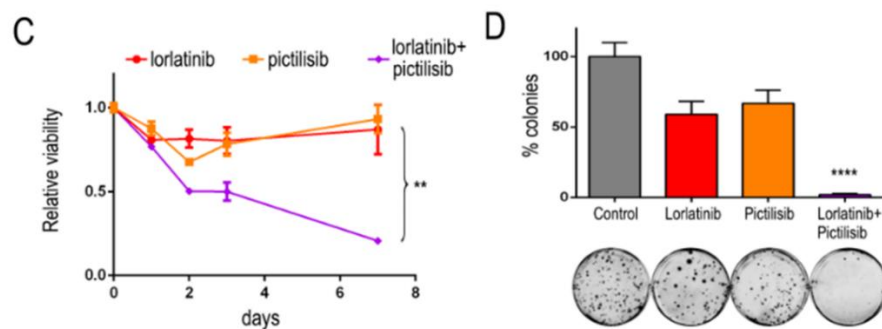 C
lorlatinib
pictilisib
lorlatinib+
pictilisib
Relative viability
1.0
0.5
0.0
**
0
2
4
6
8
days
D
% colonies
100
50
0
****
Control
Lorlatinib
Pictilisib
Lorlatinib+
Pictilisib